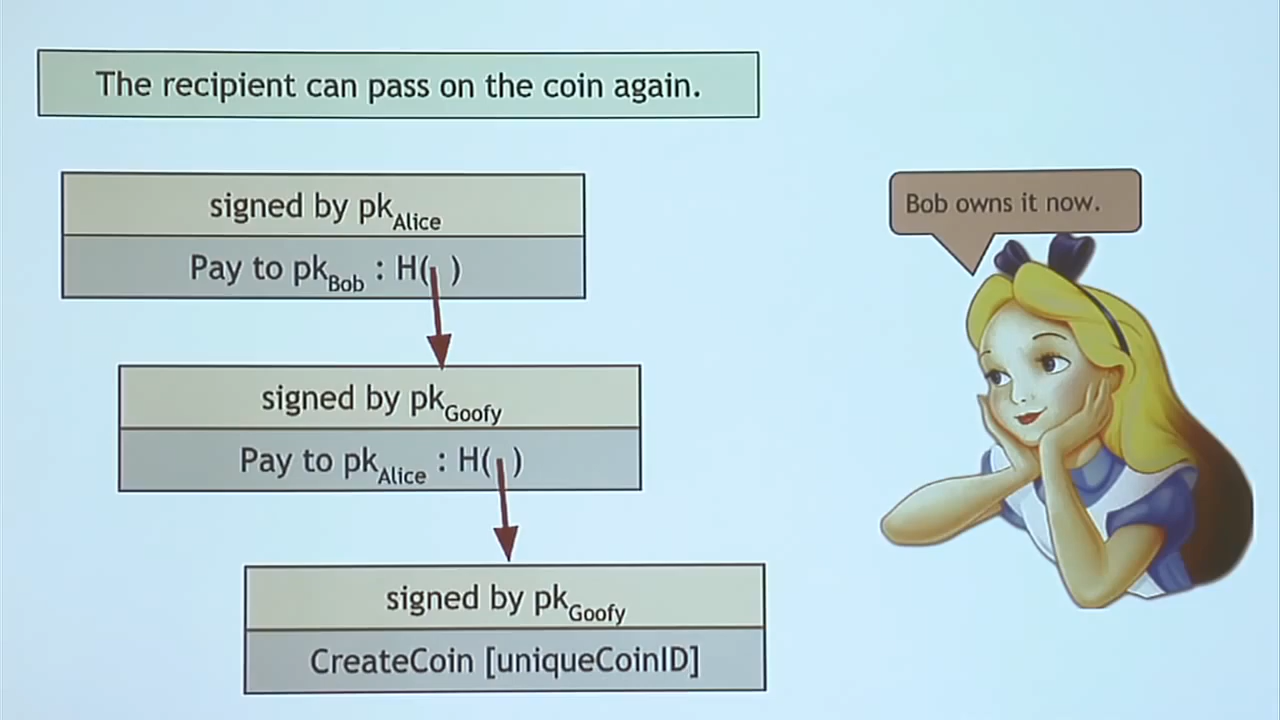 The recipient can pass on the coin again.
signed by pkAlice
Pay to pkBob : H( )
signed by pkGoofy
Pay to pkAlice : H( )
signed by pkGoofy
CreateCoin [uniqueCoinID]
Bob owns it now.